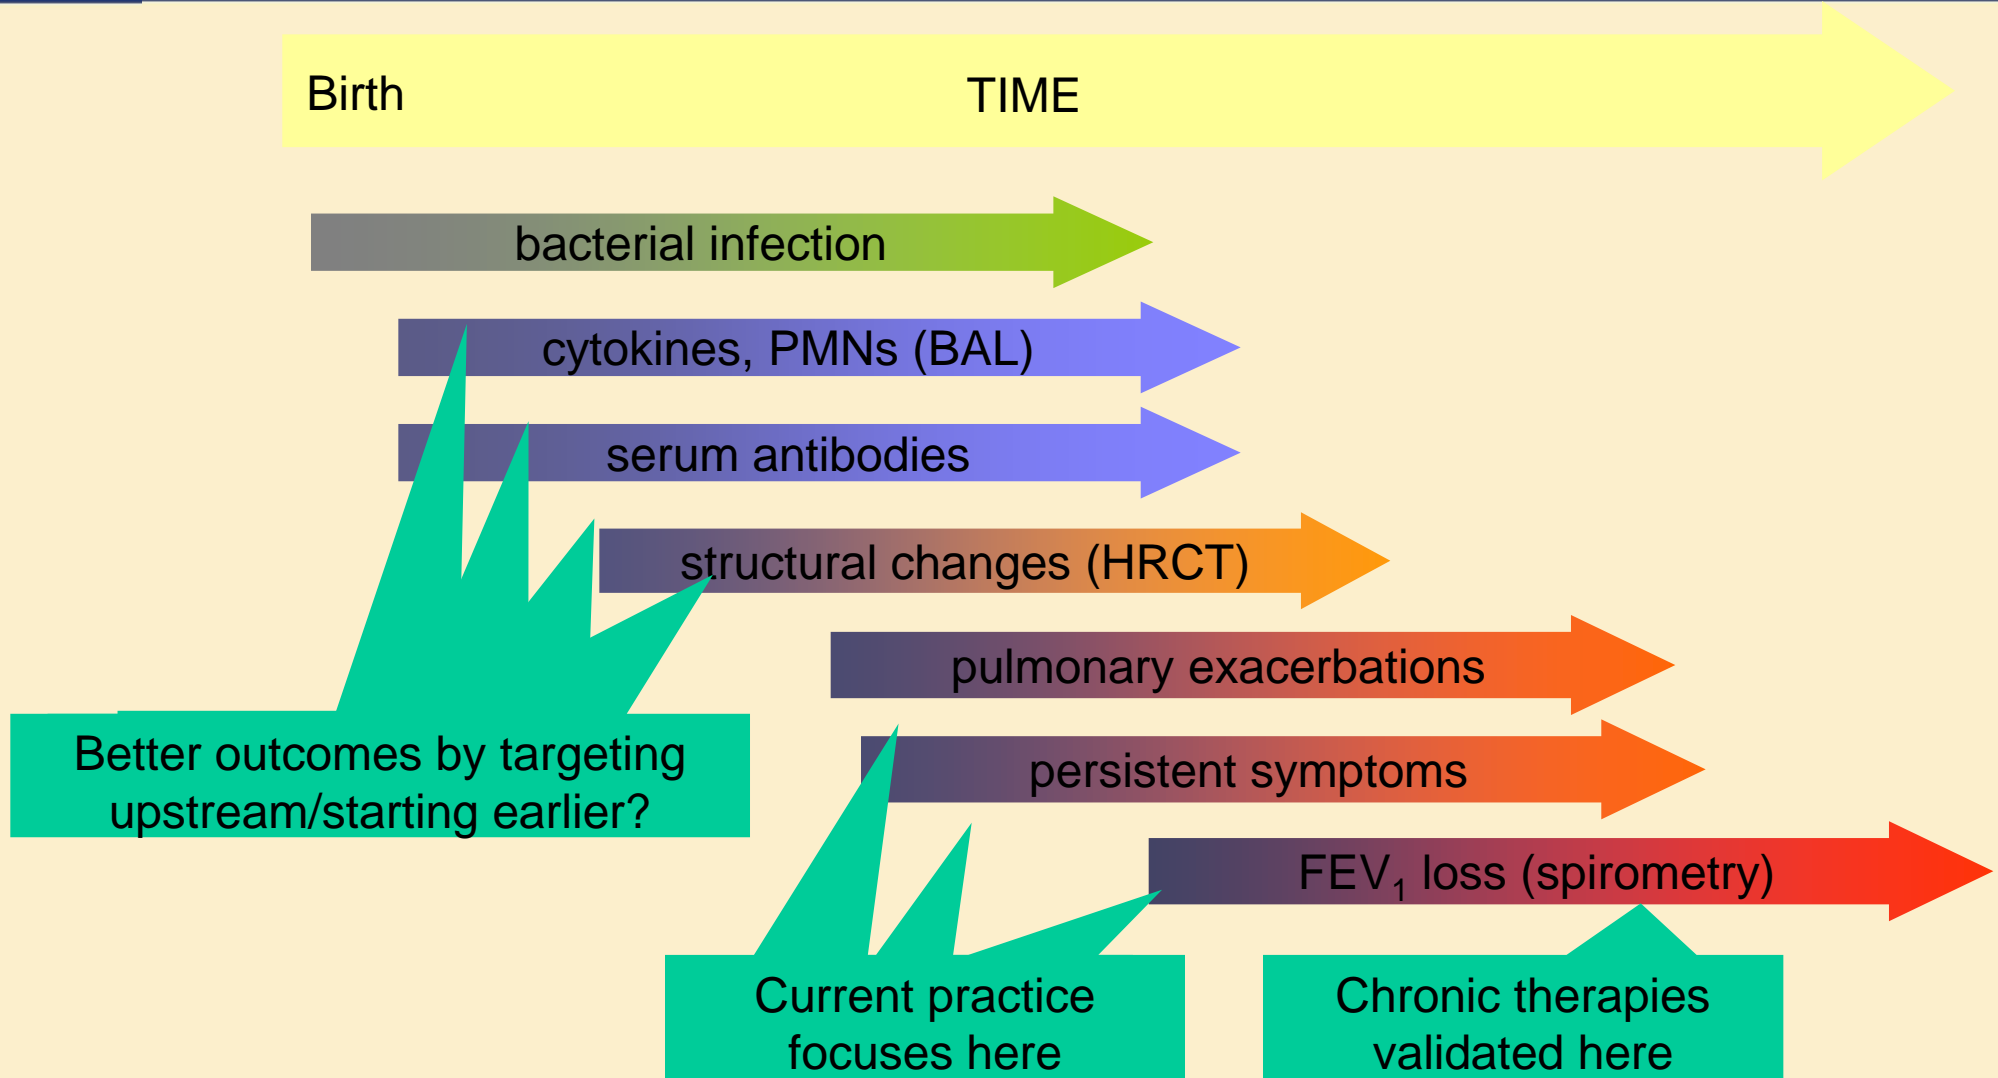 Birth
TIME
bacterial infection
cytokines, PMNs (BAL)
serum antibodies
structural changes (HRCT)
pulmonary exacerbations
persistent symptoms
Better outcomes by targeting
upstream/starting earlier?
FEV₁ loss (spirometry)
Current practice
focuses here
Chronic therapies
validated here